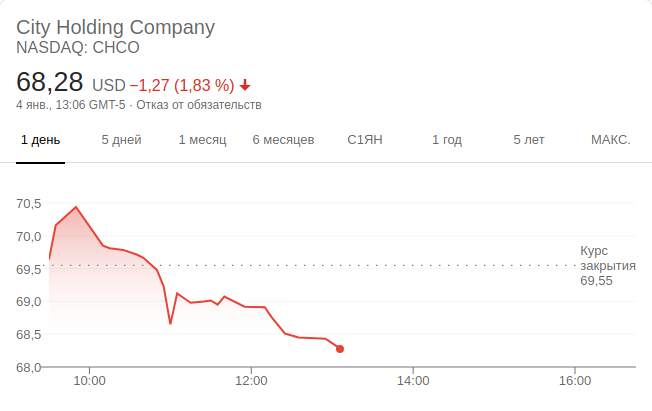 City Holding Company
NASDAQ: CHCO
68,28 USD −1,27 (1,83 %)
4 янв., 13:06 GMT-5 · Отказ от обязательств
1 день 5 дней 1 месяц 6 месяцев С1ЯН 1 год 5 лет МАКС.
70,5
70,0
69,5
69,0
68,5
68,0
Курс
закрытия
69,55
10:00 12:00 14:00 16:00